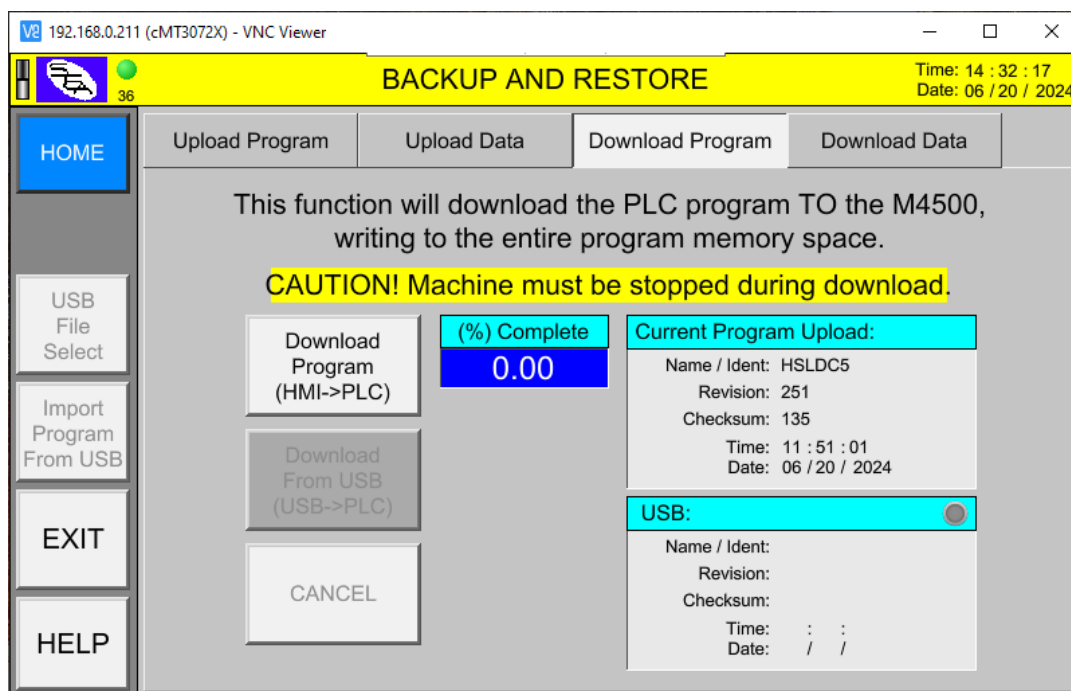 192.168.0.211 (cMT3072X) - VNC Viewer
36
BACKUP AND RESTORE
Time: 14 : 32 : 17
Date: 06 / 20 / 2024
HOME
Upload Program
Upload Data
Download Program
Download Data
This function will download the PLC program TO the M4500,
writing to the entire program memory space.
CAUTION! Machine must be stopped during download.
USB
File
Select
Import
Program
From USB
EXIT
HELP
Download
Program
(HMI->PLC)
Download
From USB
(USB->PLC)
CANCEL
(%) Complete
0.00
Current Program Upload:
Name / Ident: HSLDC5
Revision: 251
Checksum: 135
Time: 11 : 51 : 01
Date: 06 / 20 / 2024
USB:
Name / Ident:
Revision:
Checksum:
Time: : :
Date: / /